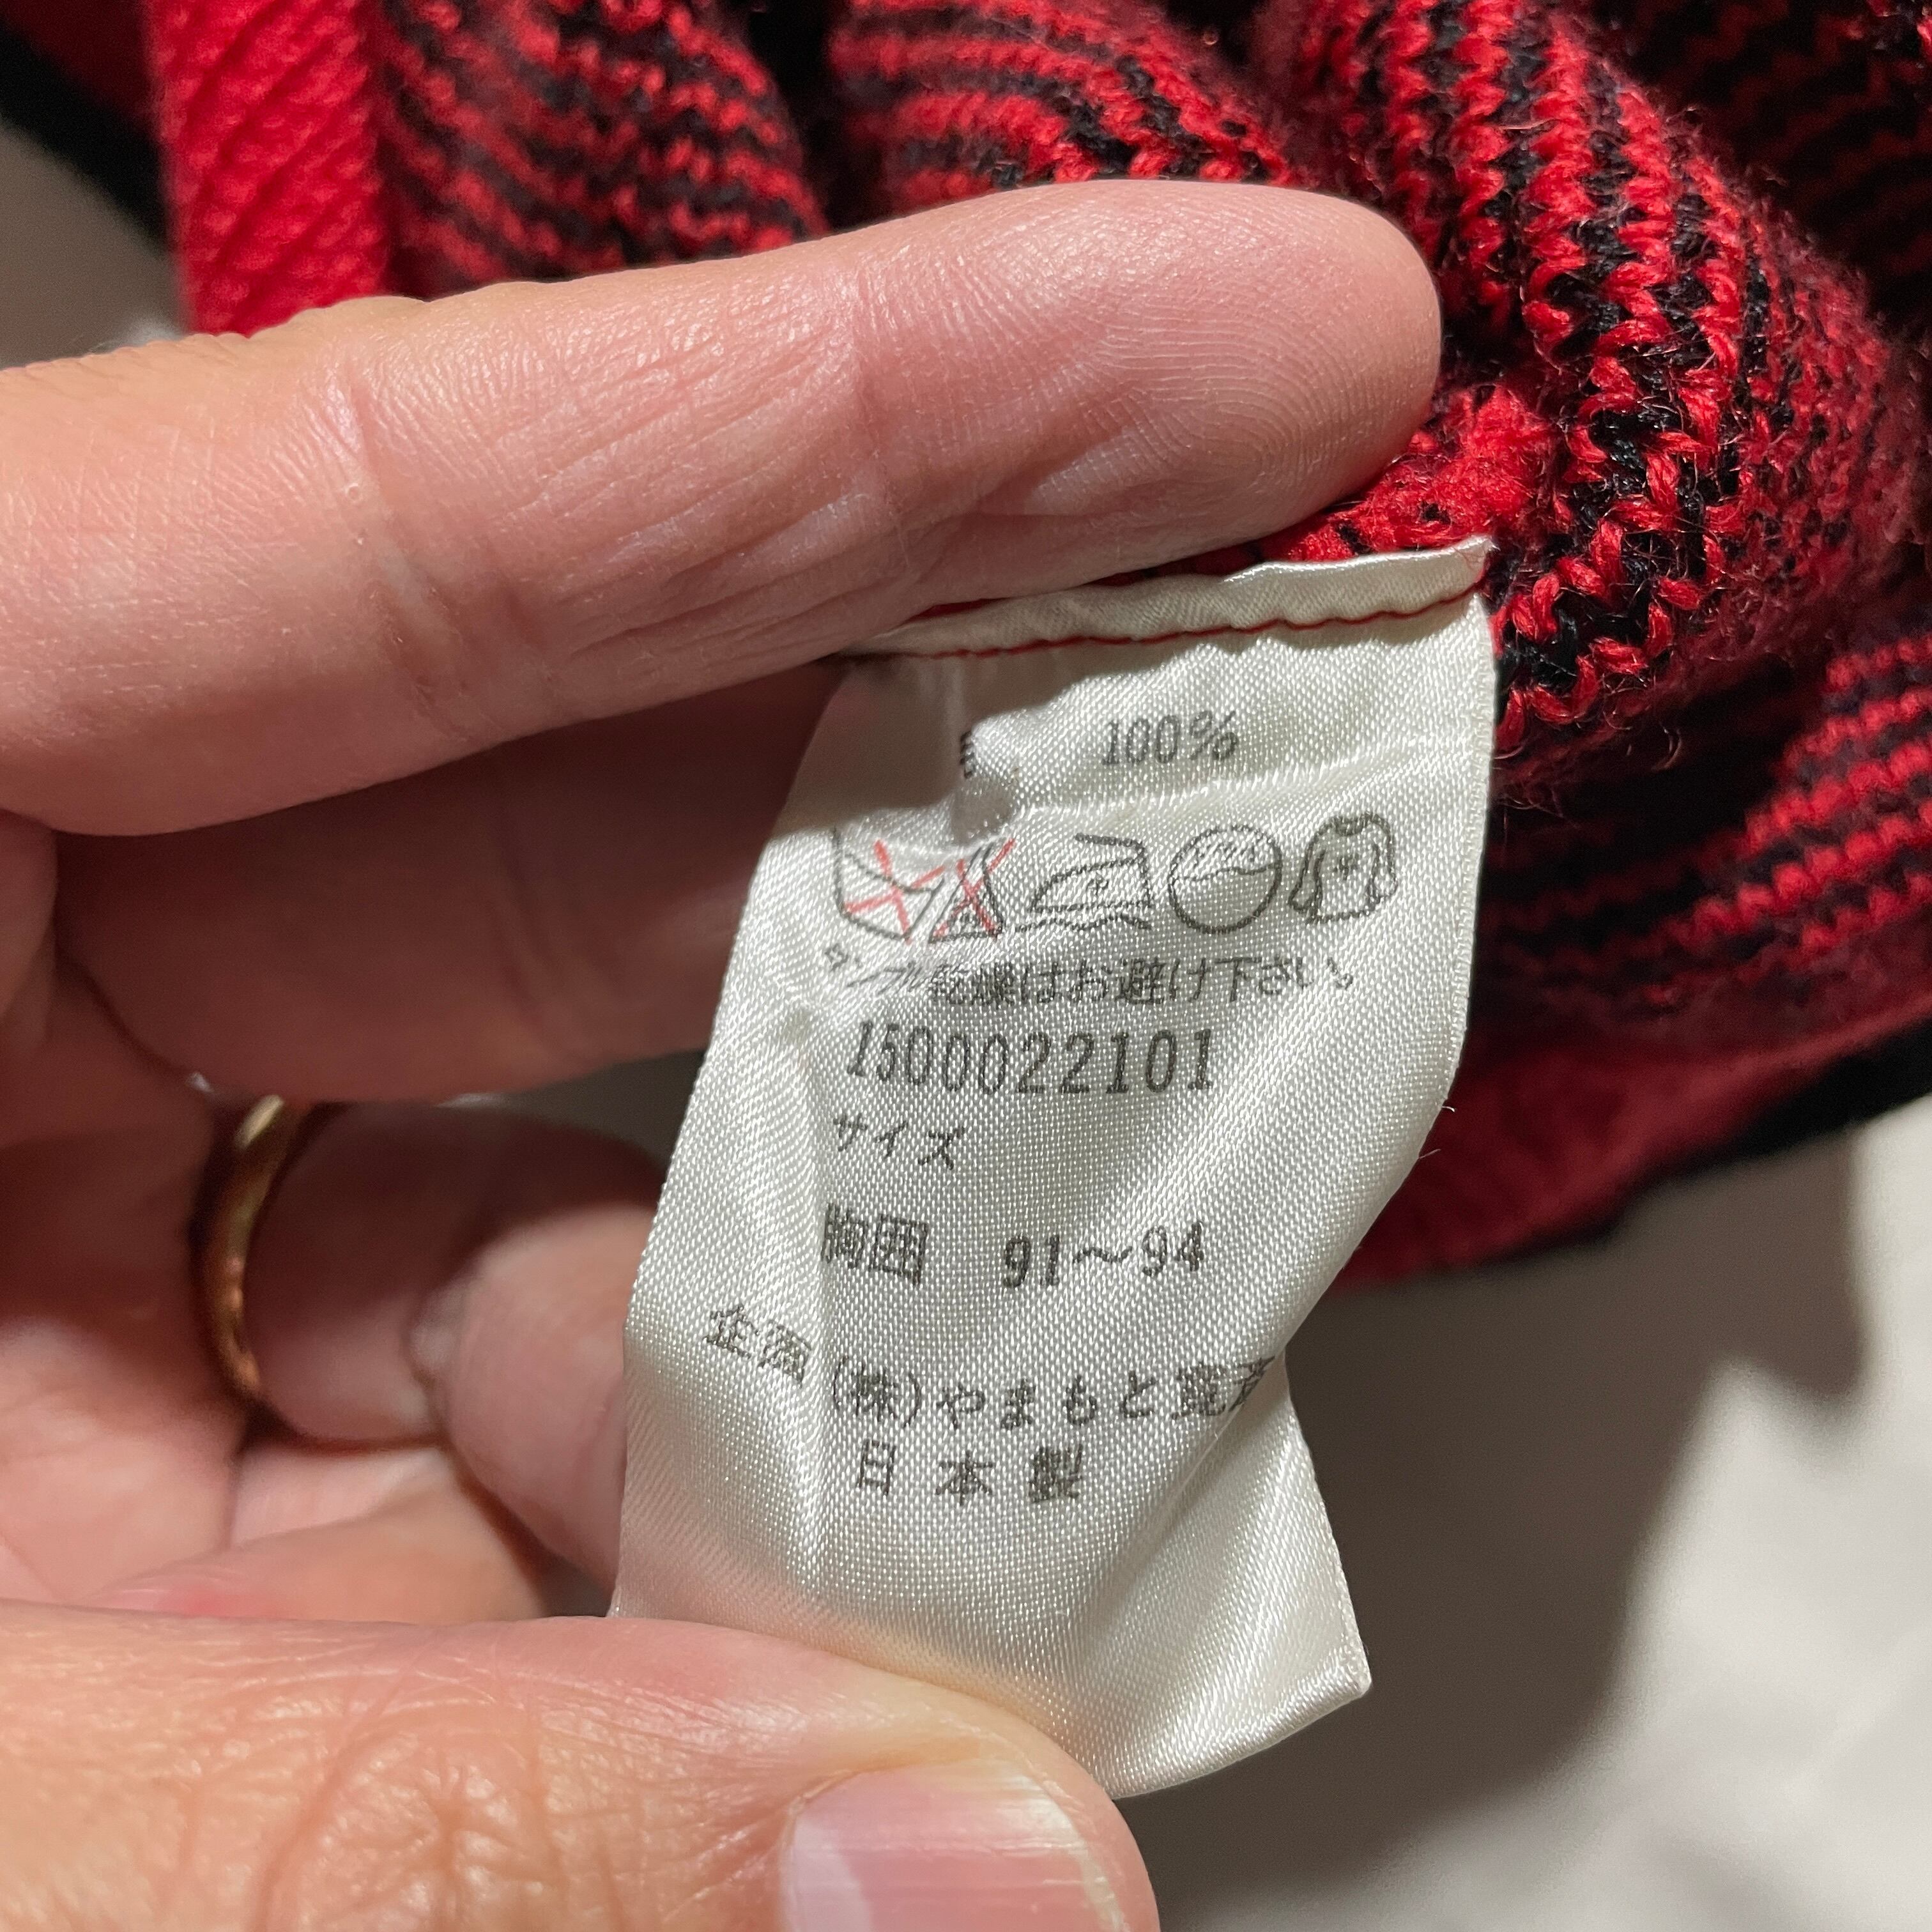 100%
タンブル乾燥はお避け下さい。
1500022101
サイズ
胸囲 91〜94
企画(株)やまもと寛斎
日本製